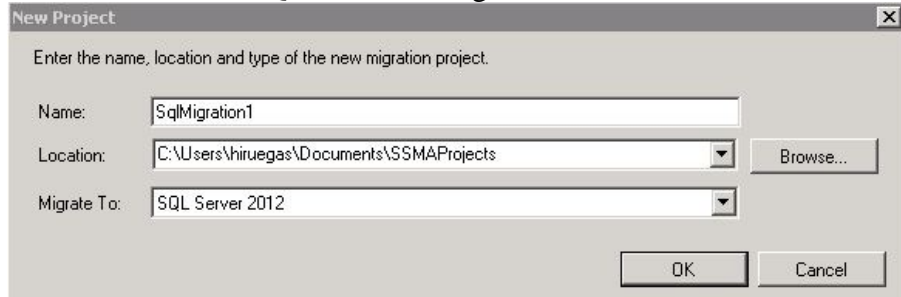 New Project
Enter the name, location and type of the new migration project.
Name: SqlMigration1
Location: C:\Users\hiruegas\Documents\SSMAProjects Browse...
Migrate To: SQL Server 2012
OK Cancel